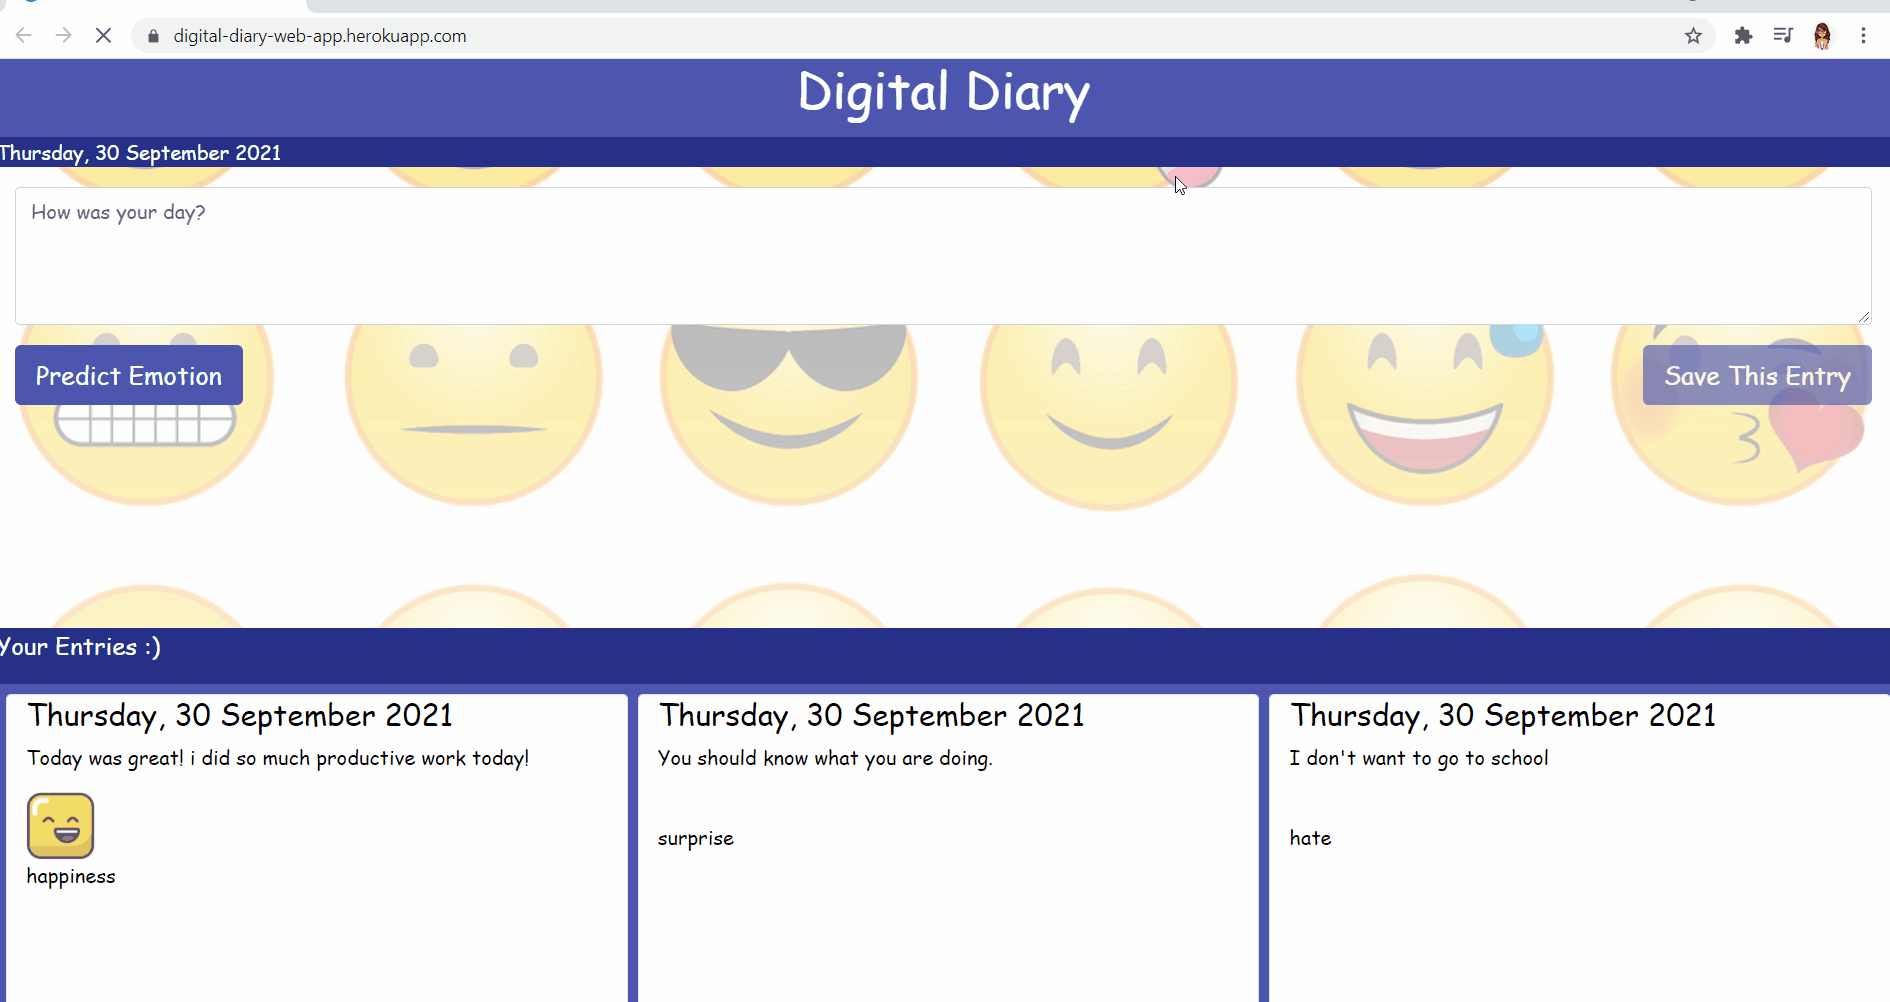 digital-diary-web-app.herokuapp.com
Digital Diary
Thursday, 30 September 2021
How was your day?
Predict Emotion
Save This Entry
Your Entries :)
Thursday, 30 September 2021
Today was great! i did so much productive work today!
happiness
Thursday, 30 September 2021
You should know what you are doing.
surprise
Thursday, 30 September 2021
I don't want to go to school
hate